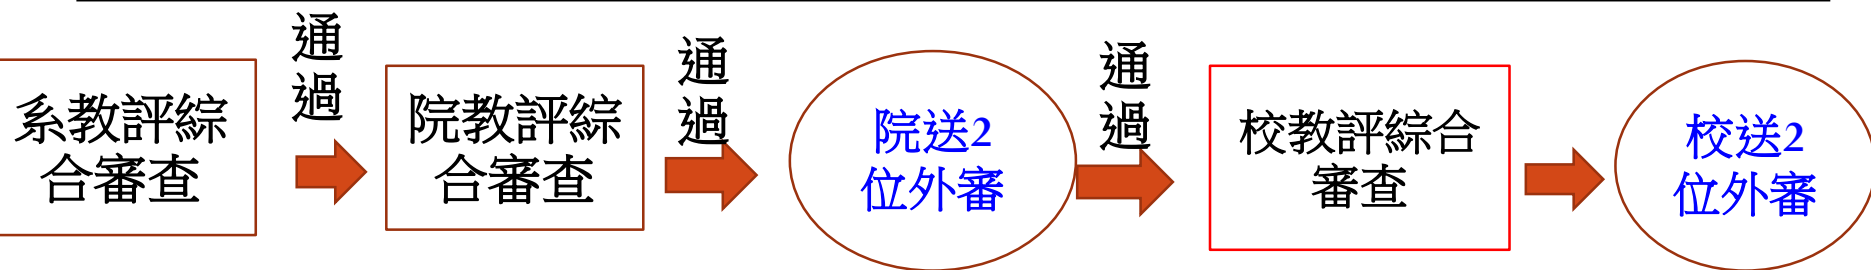 系教評綜
合審查
通
過
院教評綜
合審查
通
過
院送2
位外審
通
過
校教評綜合
審查
校送2
位外審